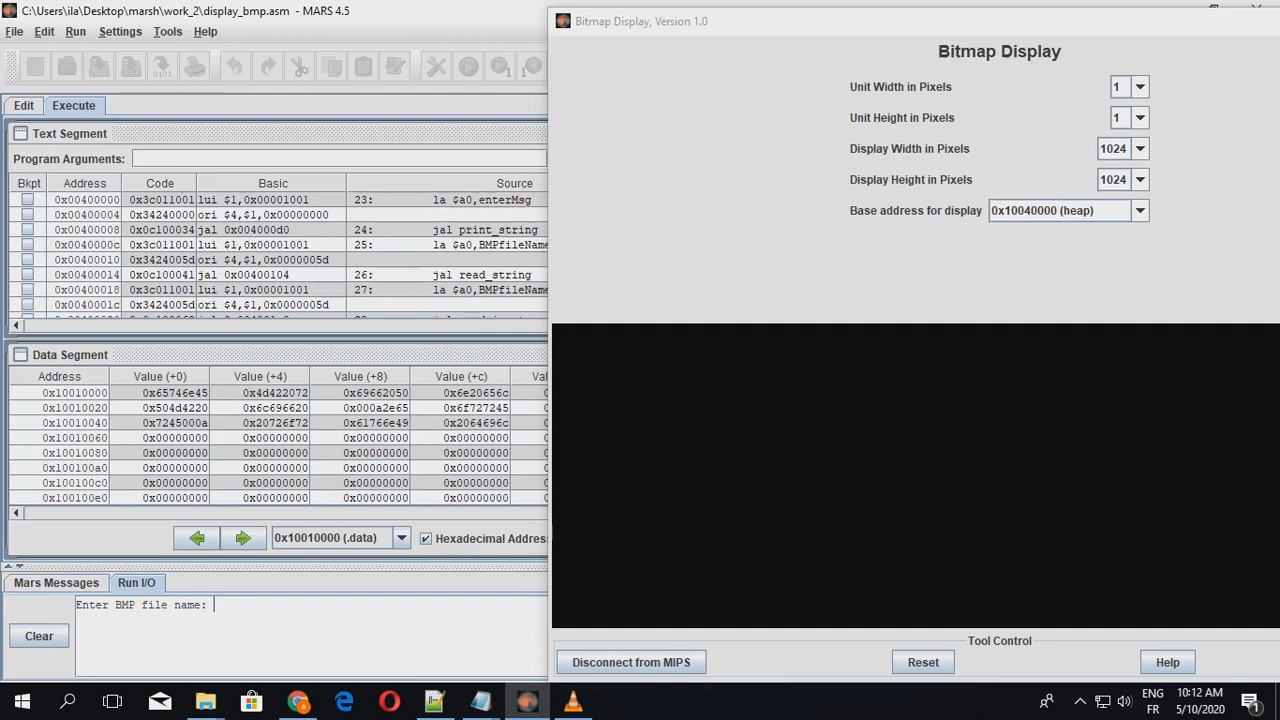 C:\Users\ila\Desktop\marsh\work_2\display_bmp.asm - MARS 4.5
File Edit Run Settings Tools Help
Edit Execute
Text Segment
Program Arguments:
Bkpt Address Code Basic Source
0x00400000 0x3c011001 lui $1,0x00001001 23: la $a0,enterMsg
0x00400004 0x34240000 ori $4,$1,0x00000000
0x00400008 0x0c100034 jal 0x004000d0 24: jal print_string
0x0040000c 0x3c011001 lui $1,0x00001001 25: la $a0,BMPfileName
0x00400010 0x3424005d ori $4,$1,0x0000005d
0x00400014 0x0c100041 jal 0x00400104 26: jal read_string
0x00400018 0x3c011001 lui $1,0x00001001 27: la $a0,BMPfileName
0x0040001c 0x3424005d ori $4,$1,0x0000005d
Data Segment
Address Value (+0) Value (+4) Value (+8) Value (+c) Va
0x10010000 0x65746e45 0x4d422072 0x69662050 0x6e20656c
0x10010020 0x504d4220 0x6c696620 0x000a2e65 0x6f727245
0x10010040 0x7245000a 0x20726f72 0x61766e49 0x2064696c
0x10010060 0x00000000 0x00000000 0x00000000 0x00000000
0x10010080 0x00000000 0x00000000 0x00000000 0x00000000
0x100100a0 0x00000000 0x00000000 0x00000000 0x00000000
0x100100c0 0x00000000 0x00000000 0x00000000 0x00000000
0x100100e0 0x00000000 0x00000000 0x00000000 0x00000000
0x10010000 (.data) Hexadecimal Addresse
Mars Messages Run I/O
Enter BMP file name:
Clear
Bitmap Display, Version 1.0
Bitmap Display
Unit Width in Pixels 1
Unit Height in Pixels 1
Display Width in Pixels 1024
Display Height in Pixels 1024
Base address for display 0x10040000 (heap)
Tool Control
Disconnect from MIPS Reset Help
ENG
FR
10:12 AM
5/10/2020
1